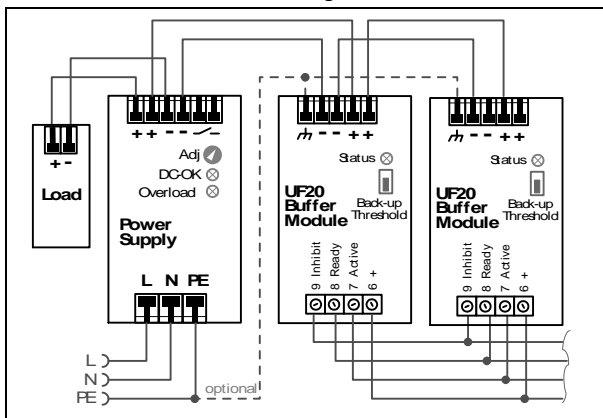 + -
Load
+ + - -
Adj
DC-OK
Overload
Power
Supply
L N PE
- - + +
Status
UF20
Buffer
Module
Back-up
Threshold
9 Inhibit
8 Ready
7 Active
6 +
- - + +
Status
UF20
Buffer
Module
Back-up
Threshold
9 Inhibit
8 Ready
7 Active
6 +
L
N
PE
optional